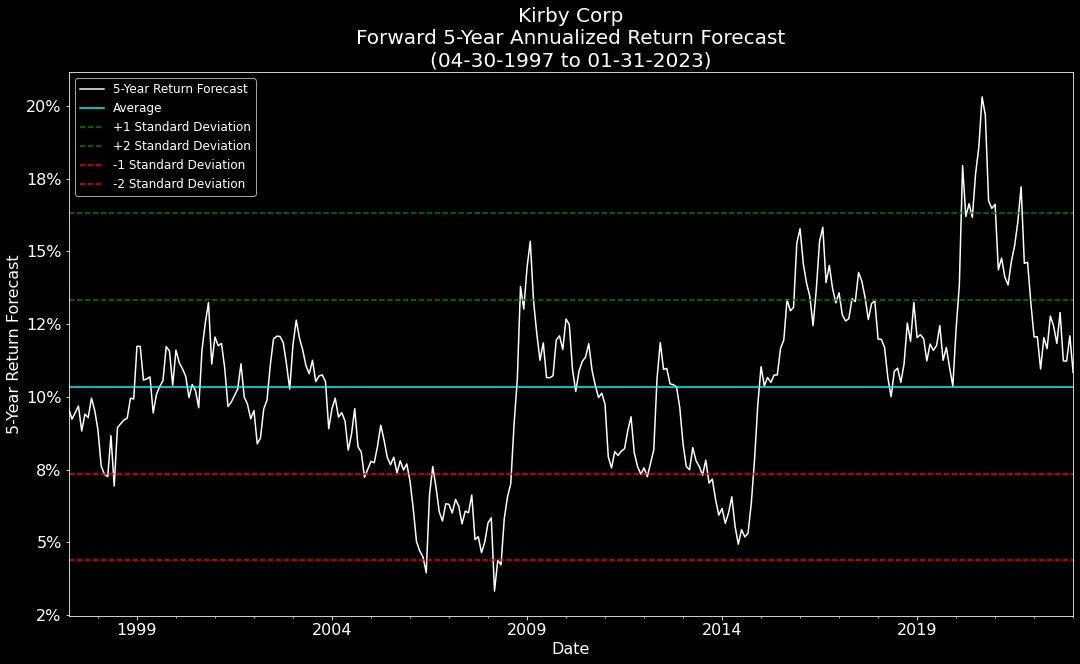 Kirby Corp
Forward 5-Year Annualized Return Forecast
(04-30-1997 to 01-31-2023)
5-Year Return Forecast
Average
+1 Standard Deviation
+2 Standard Deviation
-1 Standard Deviation
-2 Standard Deviation
20%
18%
15%
12%
10%
8%
5%
2%
5-Year Return Forecast
1999
2004
2009
2014
2019
Date